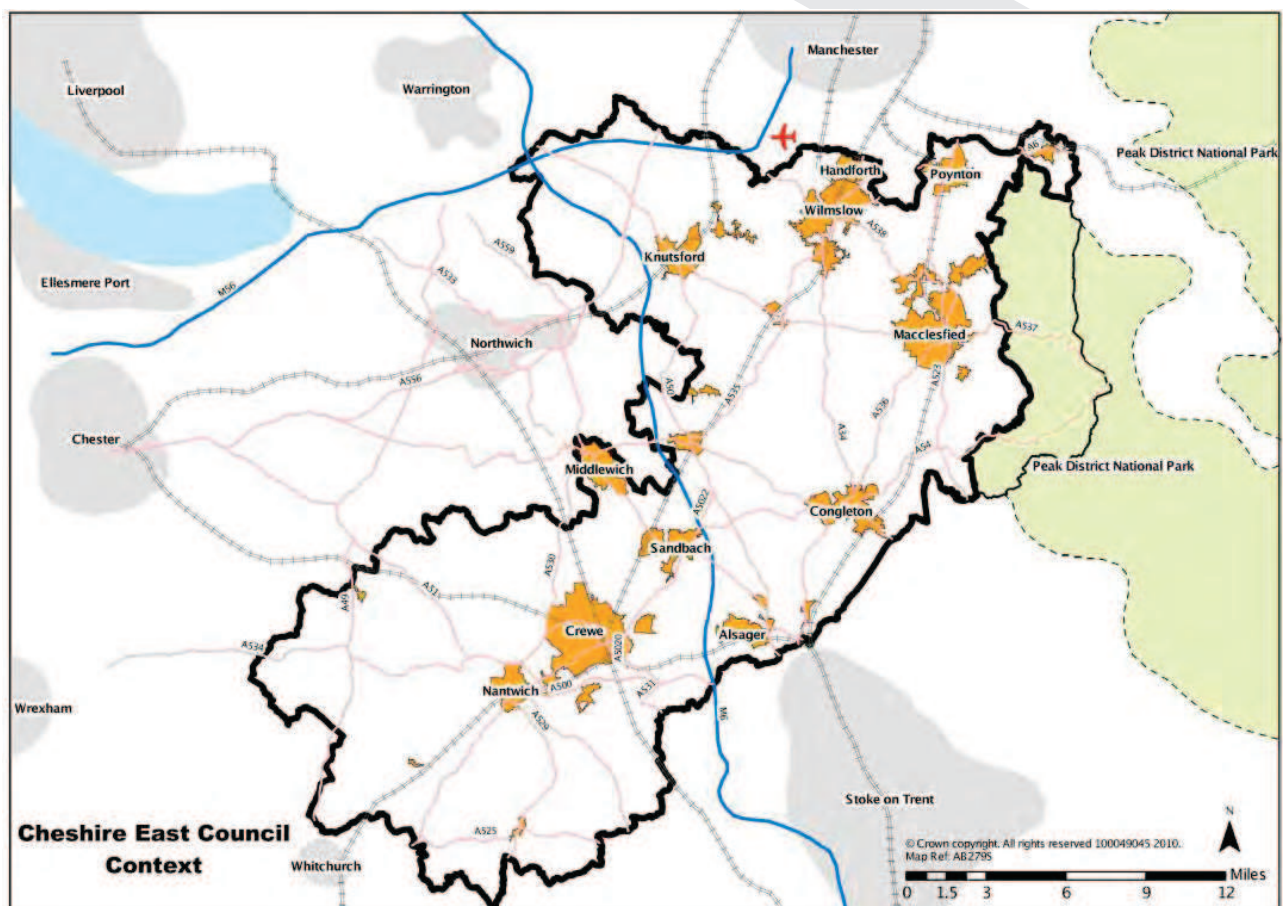 Manchester
Liverpool
Warrington
Peak District National Park
A6
Handforth
Poynton
Wilmslow
A538
A559
Knutsford
A533
Ellesmere Port
M56
Northwich
Macclesfied
A537
A556
A50
A535
A523
A536
A34
Chester
Middlewich
A54
Peak District National Park
A5022
Congleton
Sandbach
A530
A51
A49
Crewe
Alsager
A5020
A534
Nantwich
A500
A531
Wrexham
M6
A529
Stoke on Trent
A525
Cheshire East Council
Context
Whitchurch
N
© Crown copyright. All rights reserved 100049045 2010.
Map Ref: AB2795
Miles
0 1.5 3 6 9 12